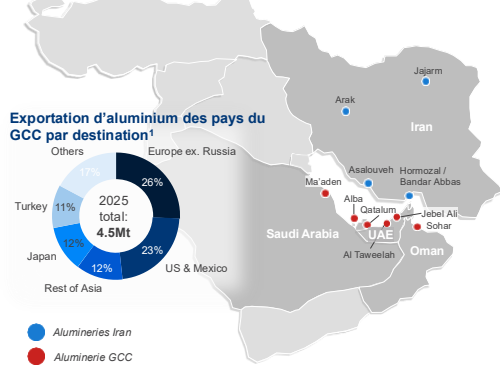 Exportation d’aluminium des pays du
GCC par destination¹
Others
Europe ex. Russia
17%
26%
Turkey
11%
2025
total:
4.5Mt
12%
Japan
12%
23%
US & Mexico
Rest of Asia
Alumineries Iran
Aluminerie GCC
Jajarm
Arak
Iran
Asalouveh
Hormozal /
Bandar Abbas
Ma’aden
Alba
Qatalum
Jebel Ali
Sohar
Saudi Arabia
UAE
Al Taweelah
Oman